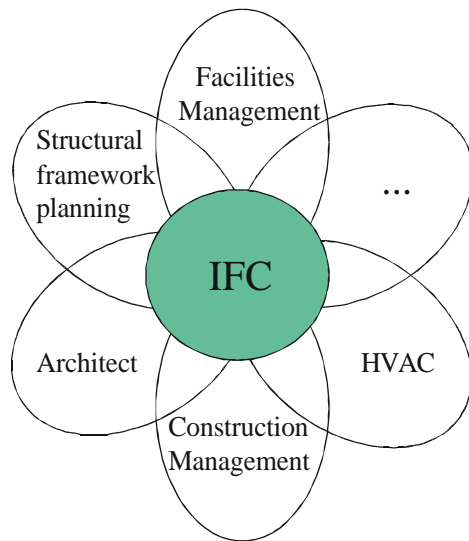 Facilities
Management
Structural
framework
planning
...
IFC
Architect
HVAC
Construction
Management